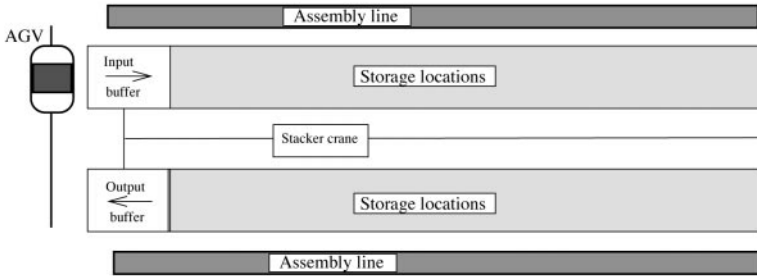 Assembly line
AGV
Input
buffer
Storage locations
Stacker crane
Output
buffer
Storage locations
Assembly line